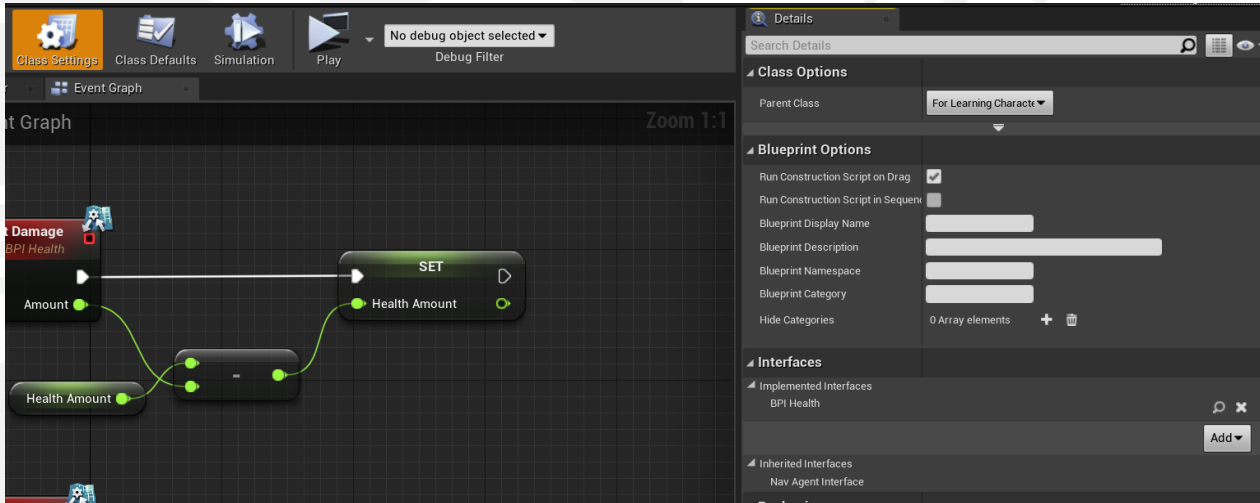 Class Settings
Class Defaults
Simulation
Play
No debug object selected
Debug Filter
Event Graph
Graph
Zoom 1:1
Damage
BPI Health
Amount
SET
Health Amount
-
Health Amount
Details
Search Details
Class Options
Parent Class
For Learning Characte
Blueprint Options
Run Construction Script on Drag
Run Construction Script in Sequen
Blueprint Display Name
Blueprint Description
Blueprint Namespace
Blueprint Category
Hide Categories
0 Array elements
Interfaces
Implemented Interfaces
BPI Health
Add
Inherited Interfaces
Nav Agent Interface